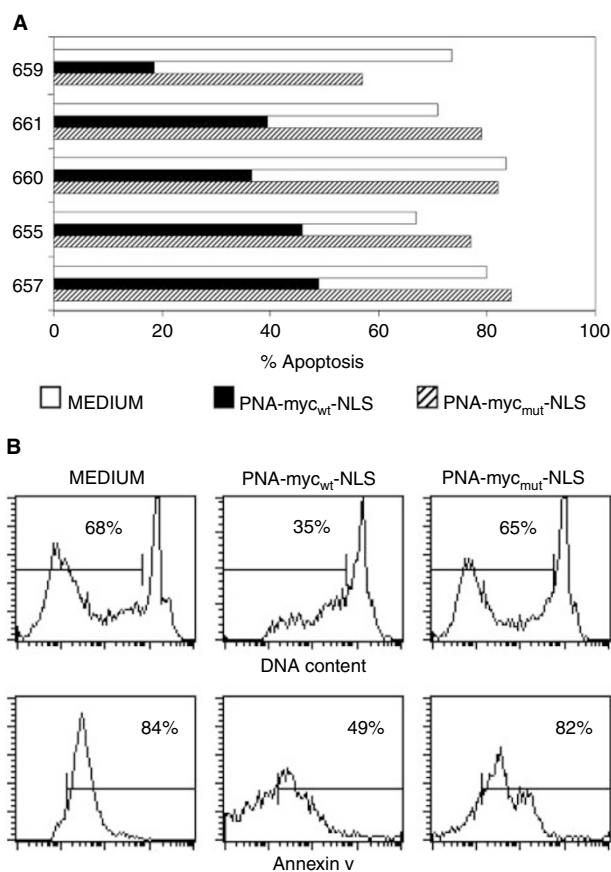 A
659
661
660
655
657
0 20 40 60 80 100
% Apoptosis
MEDIUM PNA-mycwt-NLS PNA-mycmut-NLS
B
MEDIUM PNA-mycwt-NLS PNA-mycmut-NLS
68% 35% 65%
DNA content
84% 49% 82%
Annexin v